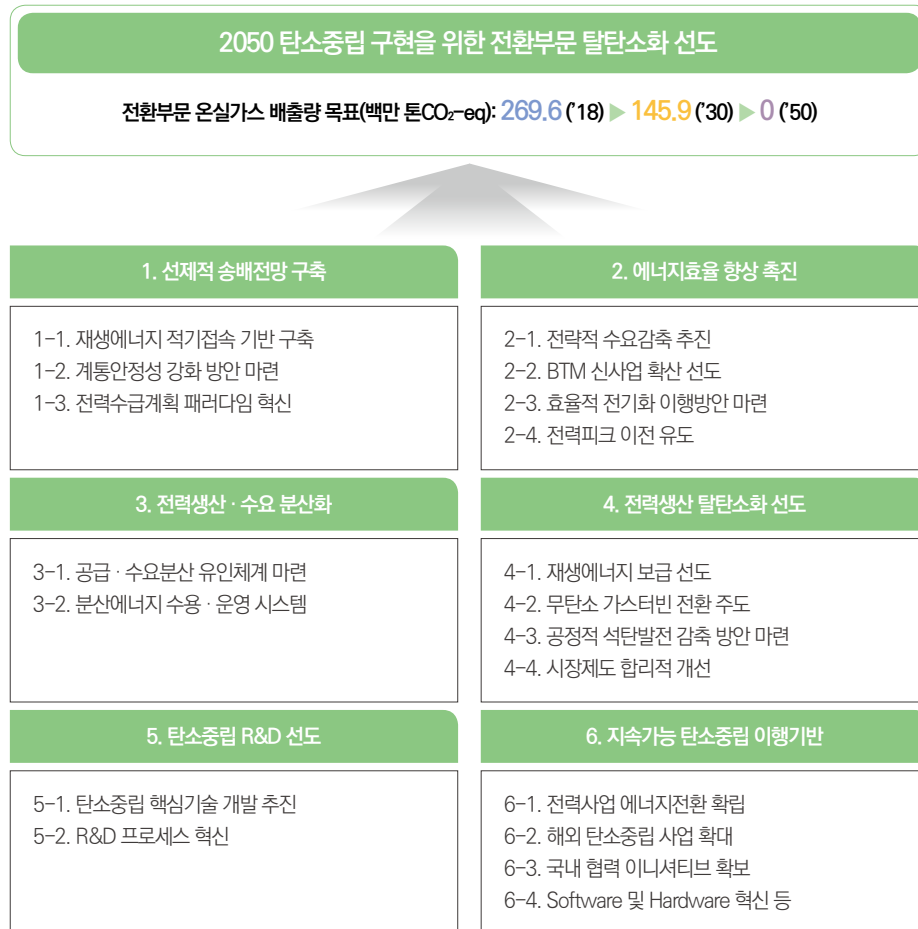 2050 탄소중립 구현을 위한 전환부문 탈탄소화 선도
전환부문 온실가스 배출량 목표(백만 톤CO₂-eq): 269.6 ('18) ▶ 145.9 ('30) ▶ 0 ('50)
1. 선제적 송배전망 구축
1-1. 재생에너지 적기접속 기반 구축
1-2. 계통안정성 강화 방안 마련
1-3. 전력수급계획 패러다임 혁신
2. 에너지효율 향상 촉진
2-1. 전략적 수요감축 추진
2-2. BTM 신사업 확산 선도
2-3. 효율적 전기화 이행방안 마련
2-4. 전력피크 이전 유도
3. 전력생산 · 수요 분산화
3-1. 공급 · 수요분산 유인체계 마련
3-2. 분산에너지 수용 · 운영 시스템
4. 전력생산 탈탄소화 선도
4-1. 재생에너지 보급 선도
4-2. 무탄소 가스터빈 전환 주도
4-3. 공정적 석탄발전 감축 방안 마련
4-4. 시장제도 합리적 개선
5. 탄소중립 R&D 선도
5-1. 탄소중립 핵심기술 개발 추진
5-2. R&D 프로세스 혁신
6. 지속가능 탄소중립 이행기반
6-1. 전력사업 에너지전환 확립
6-2. 해외 탄소중립 사업 확대
6-3. 국내 협력 이니셔티브 확보
6-4. Software 및 Hardware 혁신 등